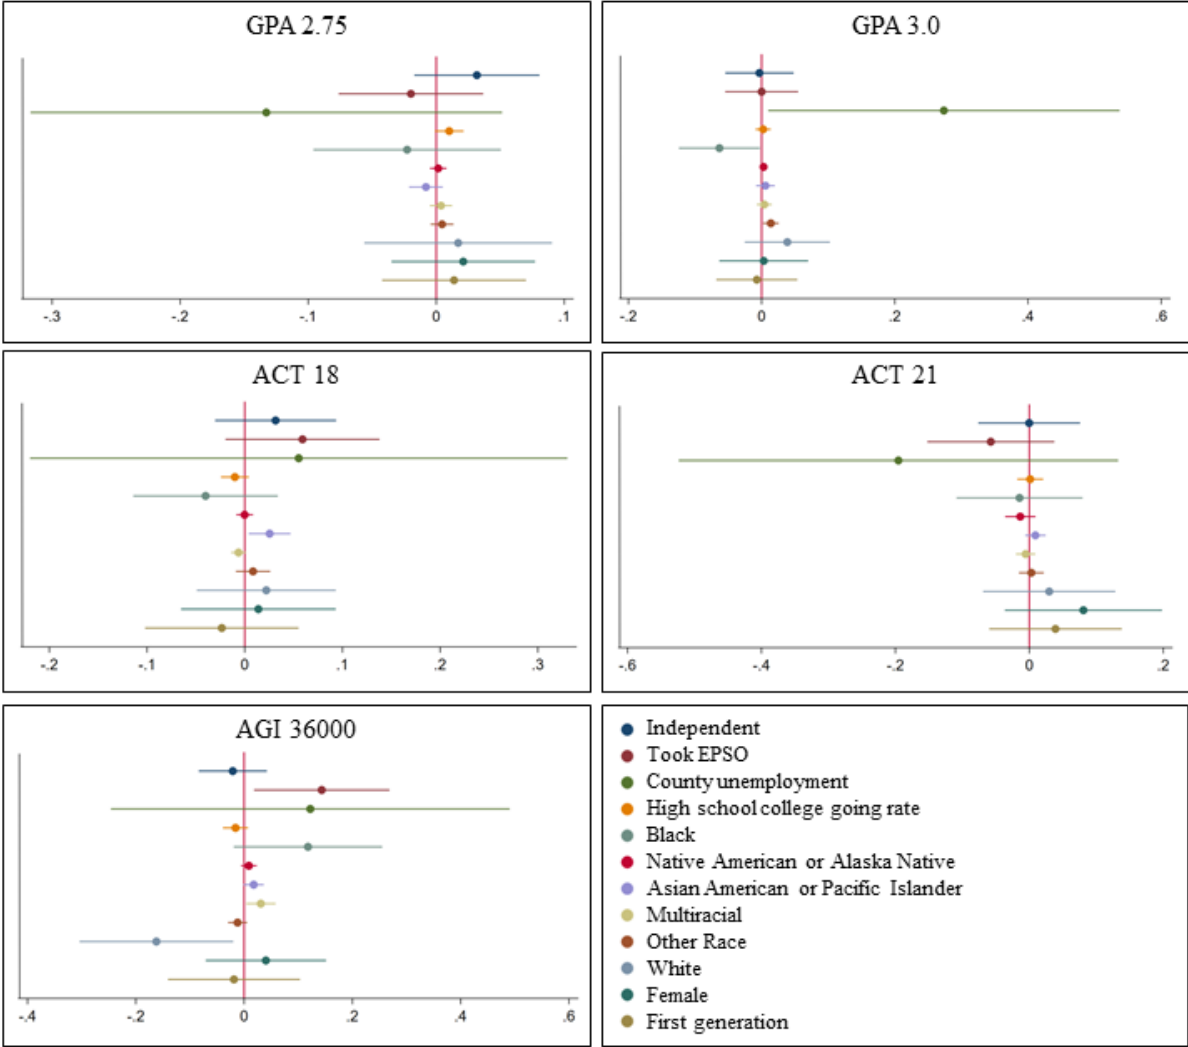 GPA 2.75
-.3 -.2 -.1 0 .1
GPA 3.0
-.2 0 .2 .4 .6
ACT 18
-.2 -.1 0 .1 .2 .3
ACT 21
-.6 -.4 -.2 0 .2
AGI 36000
-.4 -.2 0 .2 .4 .6
Independent
Took EPSO
County unemployment
High school college going rate
Black
Native American or Alaska Native
Asian American or Pacific Islander
Multiracial
Other Race
White
Female
First generation